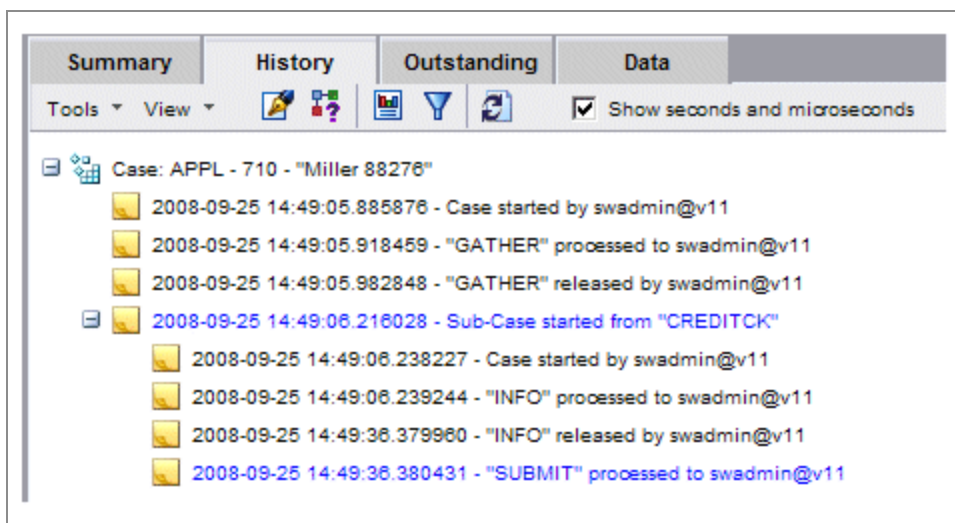 Summary History Outstanding Data
Tools View Show seconds and microseconds
Case: APPL - 710 - "Miller 88276"
2008-09-25 14:49:05.885876 - Case started by swadmin@v11
2008-09-25 14:49:05.918459 - "GATHER" processed to swadmin@v11
2008-09-25 14:49:05.982848 - "GATHER" released by swadmin@v11
2008-09-25 14:49:06.216028 - Sub-Case started from "CREDITCK"
2008-09-25 14:49:06.238227 - Case started by swadmin@v11
2008-09-25 14:49:06.239244 - "INFO" processed to swadmin@v11
2008-09-25 14:49:36.379960 - "INFO" released by swadmin@v11
2008-09-25 14:49:36.380431 - "SUBMIT" processed to swadmin@v11